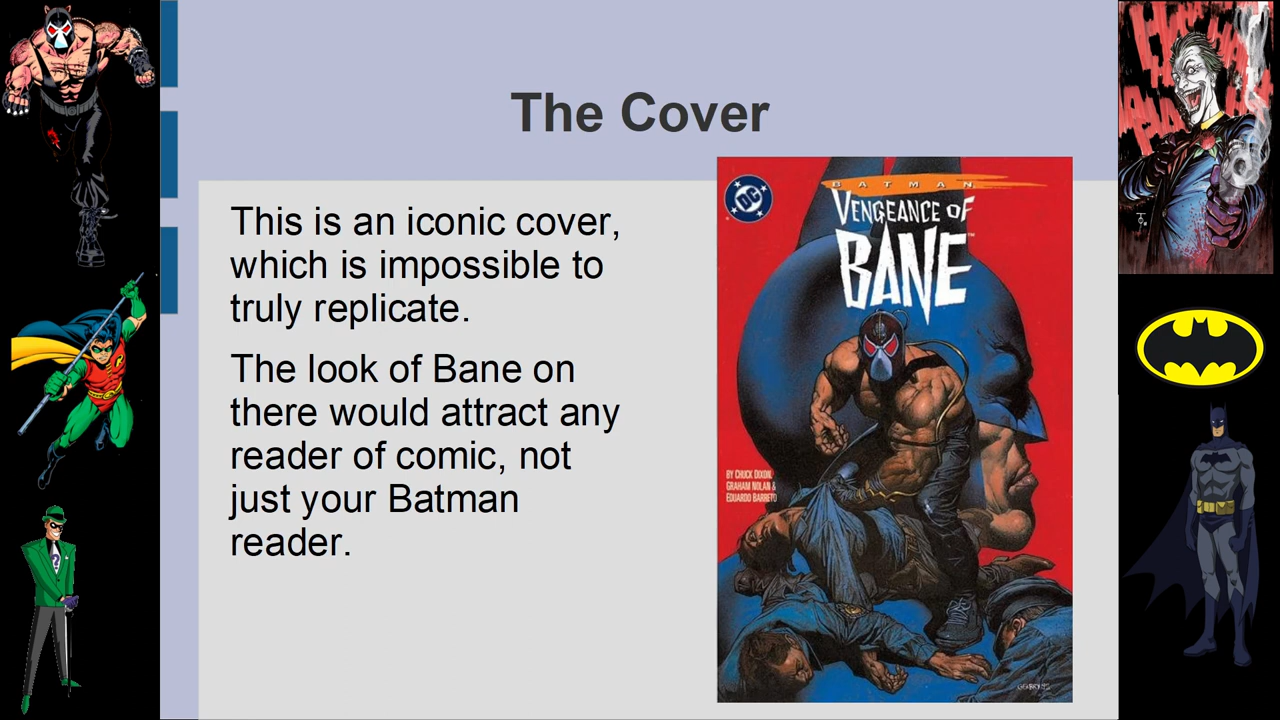 The Cover
This is an iconic cover,
which is impossible to
truly replicate.
The look of Bane on
there would attract any
reader of comic, not
just your Batman
reader.
DC
BATMAN
VENGEANCE OF
BANE™
BY CHUCK DIXON,
GRAHAM NOLAN &
EDUARDO BARRETO